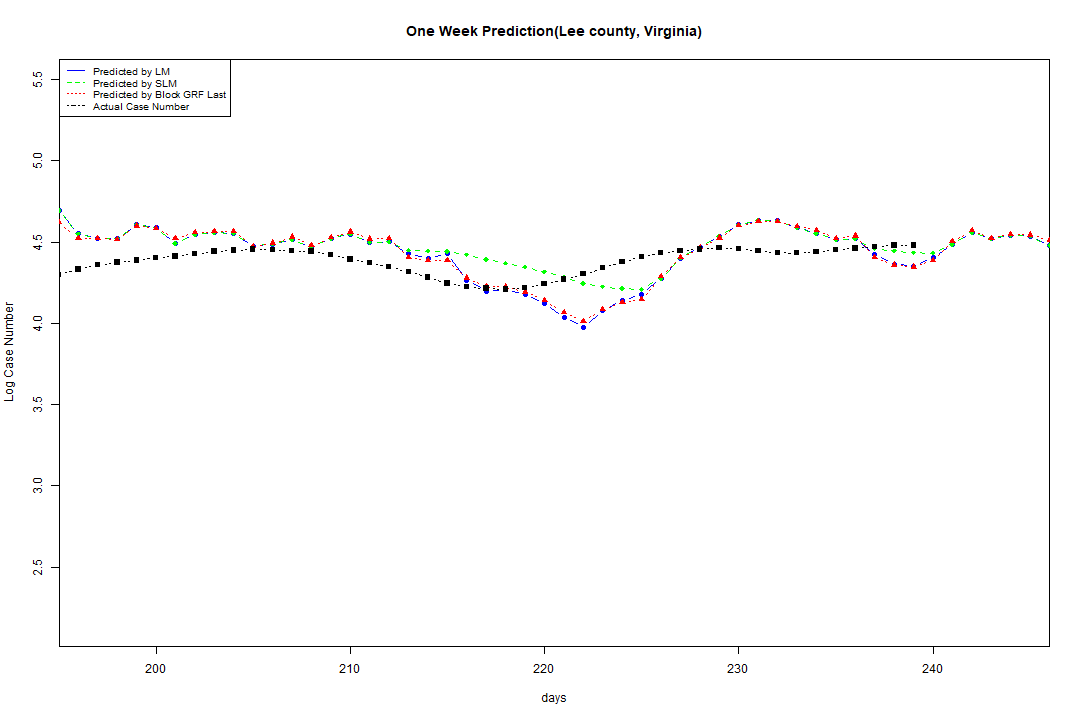 One Week Prediction(Lee county, Virginia)
Predicted by LM
Predicted by SLM
Predicted by Block GRF Last
Actual Case Number
5.5
5.0
4.5
4.0
3.5
3.0
2.5
Log Case Number
200 210 220 230 240
days